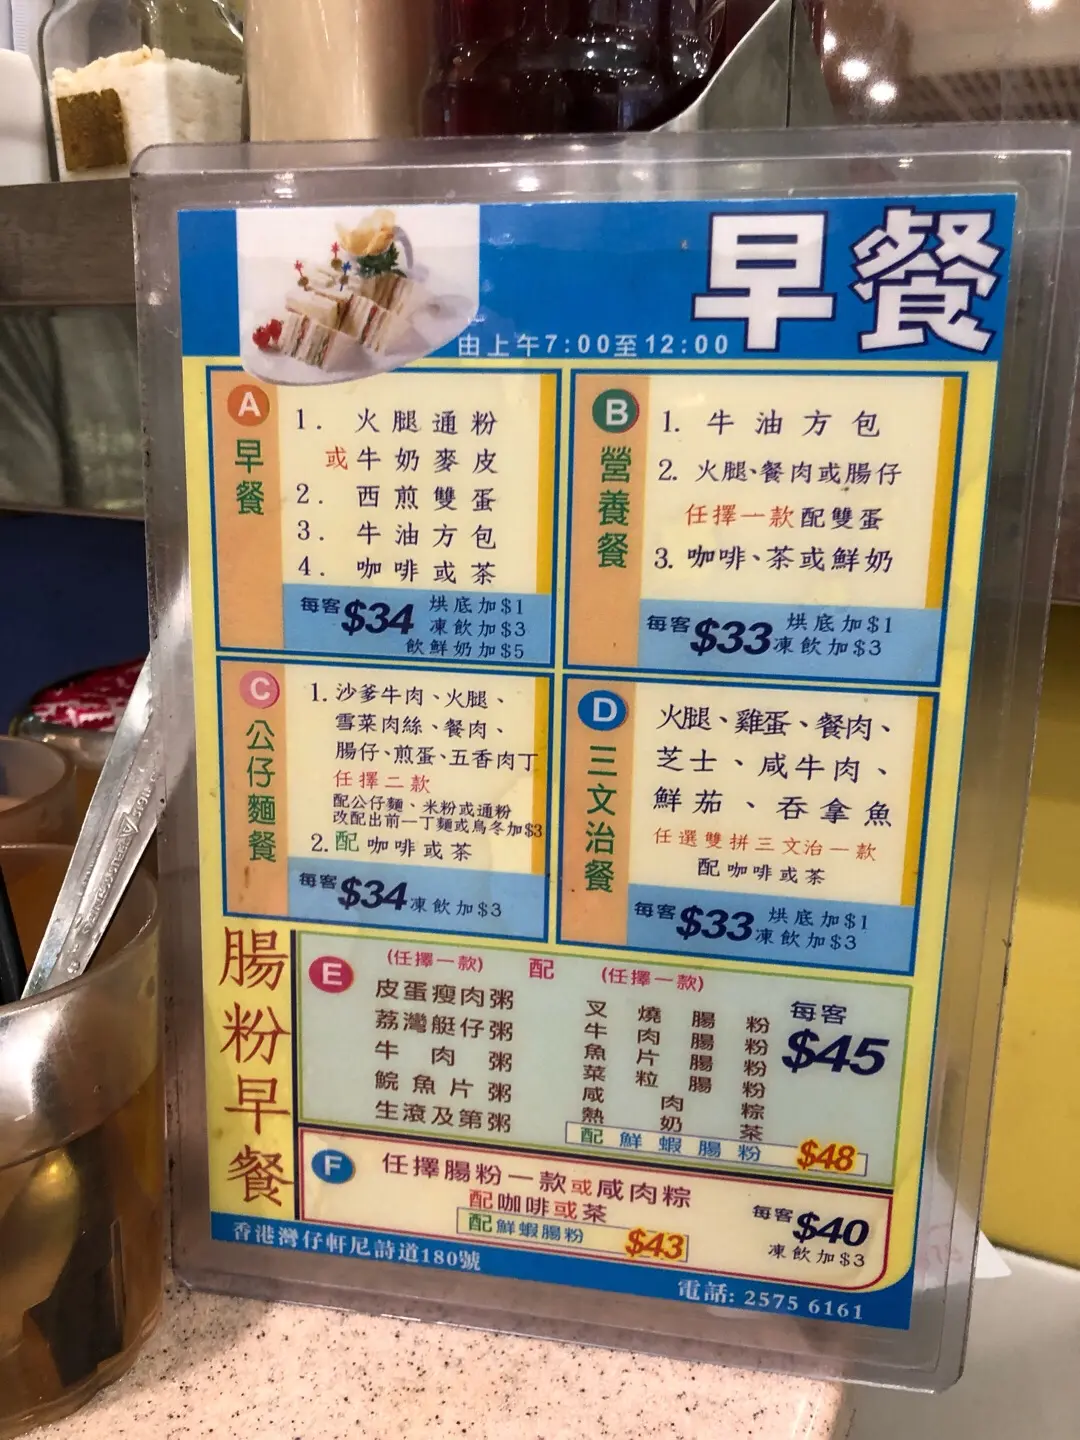 早餐
由上午7:00至12:00
A
早餐
1. 火腿通粉
或牛奶麥皮
2. 西煎雙蛋
3. 牛油方包
4. 咖啡或茶
每客$34
烘底加$1
凍飲加$3
飲鮮奶加$5
B
營養餐
1. 牛油方包
2. 火腿、餐肉或腸仔
任擇一款配雙蛋
3. 咖啡、茶或鮮奶
每客$33
烘底加$1
凍飲加$3
C
公仔麵餐
1. 沙爹牛肉、火腿、
雪菜肉絲、餐肉、
腸仔、煎蛋、五香肉丁
任擇二款
配公仔麵、米粉或通粉
改配出前一丁麵或烏冬加$3
2. 配咖啡或茶
每客$34凍飲加$3
D
三文治餐
火腿、雞蛋、餐肉、
芝士、咸牛肉、
鮮茄、吞拿魚
任選雙拼三文治一款
配咖啡或茶
每客$33
烘底加$1
凍飲加$3
腸粉早餐
E
(任擇一款) 配 (任擇一款)
皮蛋瘦肉粥
荔灣艇仔粥
牛肉粥
鯇魚片粥
生滾及第粥
叉燒腸粉
牛肉腸粉
魚片腸粉
菜粒腸粉
咸肉粽
熱奶茶
每客
$45
配鮮蝦腸粉 $48
F
任擇腸粉一款或咸肉粽
配咖啡或茶
配鮮蝦腸粉 $43
每客$40
凍飲加$3
香港灣仔軒尼詩道180號
電話: 2575 6161